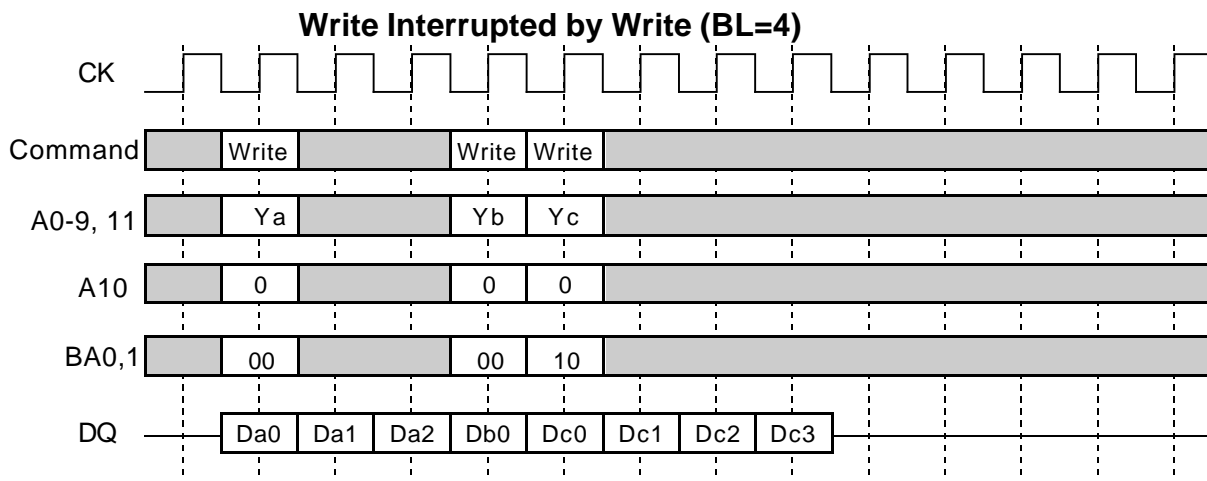 Write Interrupted by Write (BL=4)
CK
Command Write Write Write
A0-9, 11 Ya Yb Yc
A10 0 0 0
BA0,1 00 00 10
DQ Da0 Da1 Da2 Db0 Dc0 Dc1 Dc2 Dc3